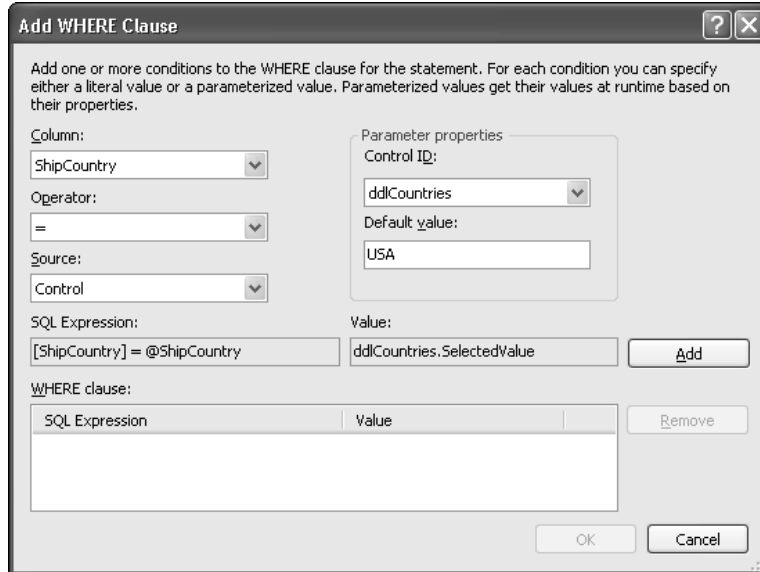 Add WHERE Clause
Add one or more conditions to the WHERE clause for the statement. For each condition you can specify
either a literal value or a parameterized value. Parameterized values get their values at runtime based on
their properties.
Column:
ShipCountry
Operator:
=
Source:
Control
Parameter properties
Control ID:
ddlCountries
Default value:
USA
SQL Expression:
[ShipCountry] = @ShipCountry
Value:
ddlCountries.SelectedValue
Add
WHERE clause:
SQL Expression Value
Remove
OK Cancel